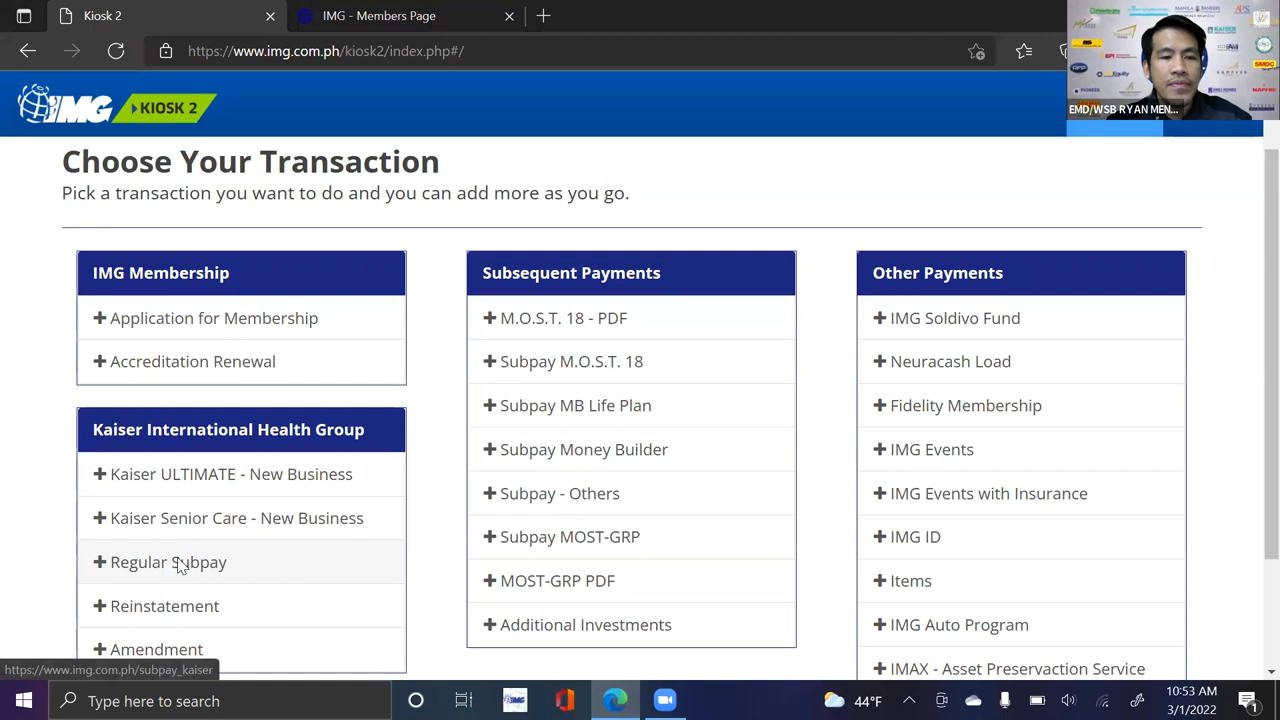 Kiosk 2
IMG - Members Page
https://www.img.com.ph/kiosk2/index.php#/
IMG
KIOSK 2
KAISER
SMDC
MAPFRE
PIONEER
EMD/WSB RYAN MEN...
Choose Your Transaction
Pick a transaction you want to do and you can add more as you go.
IMG Membership
Application for Membership
Accreditation Renewal
Kaiser International Health Group
Kaiser ULTIMATE - New Business
Kaiser Senior Care - New Business
Regular Subpay
Reinstatement
Amendment
Subsequent Payments
M.O.S.T. 18 - PDF
Subpay M.O.S.T. 18
Subpay MB Life Plan
Subpay Money Builder
Subpay - Others
Subpay MOST-GRP
MOST-GRP PDF
Additional Investments
Other Payments
IMG Soldivo Fund
Neuracash Load
Fidelity Membership
IMG Events
IMG Events with Insurance
IMG ID
Items
IMG Auto Program
IMAX - Asset Preservaction Service
https://www.img.com.ph/subpay_kaiser
Type here to search
44°F
10:53 AM
3/1/2022
1